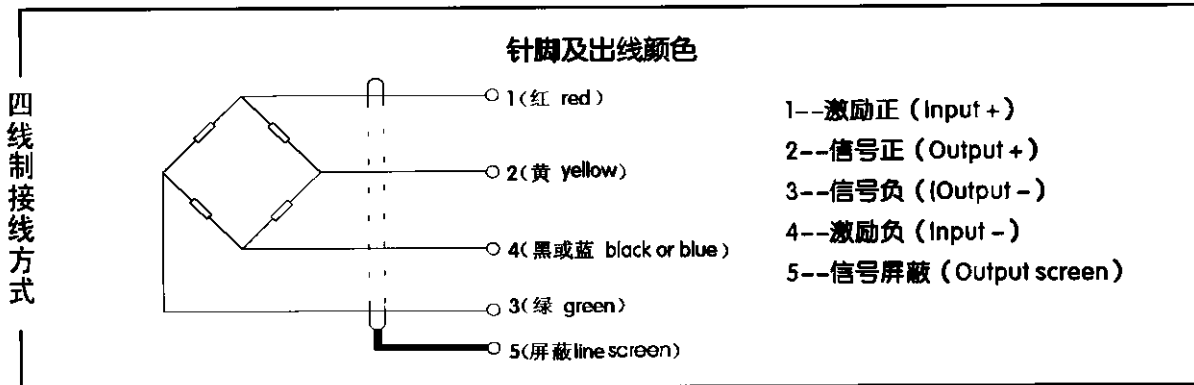 四线制接线方式
针脚及出线颜色
1(红 red)
2(黄 yellow)
4(黑或蓝 black or blue)
3(绿 green)
5(屏蔽line screen)
1--激励正(Input+)
2--信号正(Output+)
3--信号负((Output-)
4--激励负(Input-)
5--信号屏蔽(Output screen)